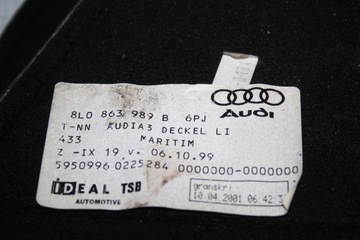 8L0 863 989 B 6PJ
Audi
T-NN AUDIA3 DECKEL LI
433 MARITIM
Z -IX 19 v. 06.10.99
5950996 0225284 0000000-0000000
IDEAL TSB
AUTOMOTIVE
gronskri
10 04 2001 06:42:3